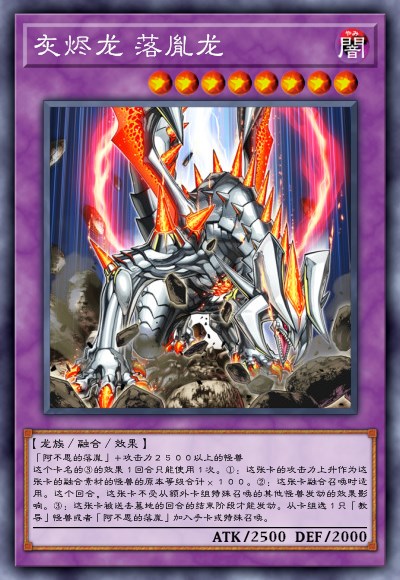 灰烬龙 落胤龙
やみ
闇
【龙族/融合/效果】
「阿不思的落胤」+攻击力2500以上的怪兽
这个卡名的③的效果1回合只能使用1次。①:这张卡的攻击力上升作为这
张卡的融合素材的怪兽的原本等级合计×100。②:这张卡融合召唤时适
用。这个回合,这张卡不受从额外卡组特殊召唤的其他怪兽发动的效果影
响。③:这张卡被送去墓地的回合的结束阶段才能发动。从卡组选1只「教
导」怪兽或者「阿不思的落胤」加入手卡或特殊召唤。
ATK/2500 DEF/2000